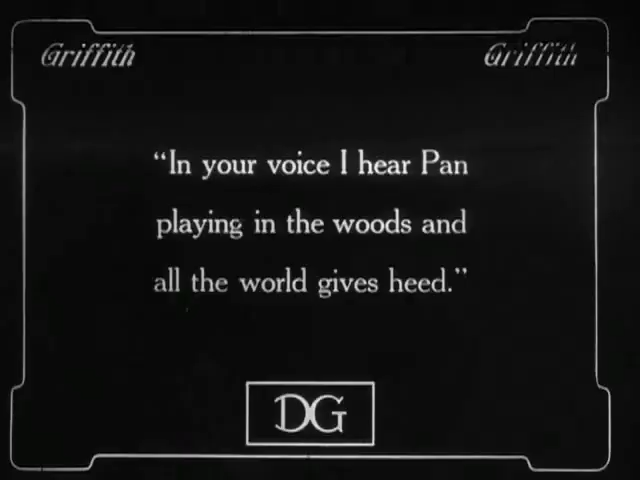 Griffith Griffith
“In your voice I hear Pan
playing in the woods and
all the world gives heed.”
DG